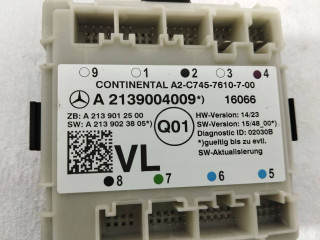 9 1 2 3 4
CONTINENTAL A2-C745-7610-7-00
A 2139004009*) 16066
ZB: A 213 901 25 00
SW: A 213 902 38 05*)
Q01
HW-Version: 14/23
SW-Version: 15/48_00*)
Diagnostic ID: 02030B
*)gueltig bis zu evtl.
SW-Aktualisierung
VL
8 7 6 5